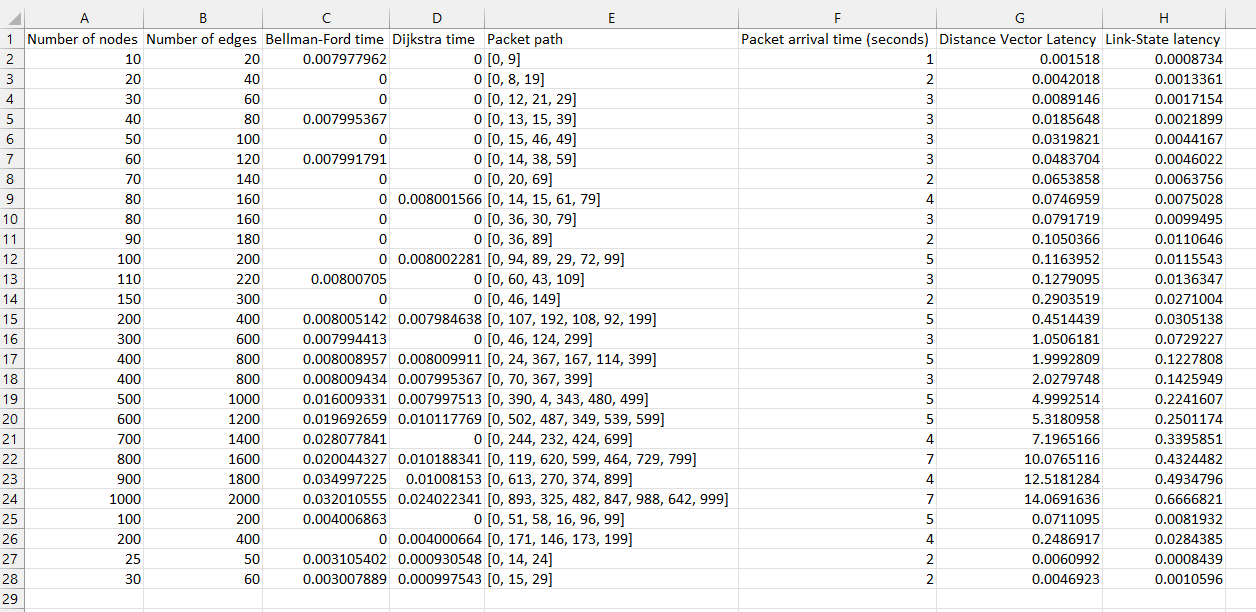 A B C D E F G H
1 Number of nodes Number of edges Bellman-Ford time Dijkstra time Packet path Packet arrival time (seconds) Distance Vector Latency Link-State latency
2 10 20 0.007977962 0 [0, 9] 1 0.001518 0.0008734
3 20 40 0 0 [0, 8, 19] 2 0.0042018 0.0013361
4 30 60 0 0 [0, 12, 21, 29] 3 0.0089146 0.0017154
5 40 80 0.007995367 0 [0, 13, 15, 39] 3 0.0185648 0.0021899
6 50 100 0 0 [0, 15, 46, 49] 3 0.0319821 0.0044167
7 60 120 0.007991791 0 [0, 14, 38, 59] 3 0.0483704 0.0046022
8 70 140 0 0 [0, 20, 69] 2 0.0653858 0.0063756
9 80 160 0 0.008001566 [0, 14, 15, 61, 79] 4 0.0746959 0.0075028
10 80 160 0 0 [0, 36, 30, 79] 3 0.0791719 0.0099495
11 90 180 0 0 [0, 36, 89] 2 0.1050366 0.0110646
12 100 200 0 0.008002281 [0, 94, 89, 29, 72, 99] 5 0.1163952 0.0115543
13 110 220 0.00800705 0 [0, 60, 43, 109] 3 0.1279095 0.0136347
14 150 300 0 0 [0, 46, 149] 2 0.2903519 0.0271004
15 200 400 0.008005142 0.007984638 [0, 107, 192, 108, 92, 199] 5 0.4514439 0.0305138
16 300 600 0.007994413 0 [0, 46, 124, 299] 3 1.0506181 0.0729227
17 400 800 0.008008957 0.008009911 [0, 24, 367, 167, 114, 399] 5 1.9992809 0.1227808
18 400 800 0.008009434 0.007995367 [0, 70, 367, 399] 3 2.0279748 0.1425949
19 500 1000 0.016009331 0.007997513 [0, 390, 4, 343, 480, 499] 5 4.9992514 0.2241607
20 600 1200 0.019692659 0.010117769 [0, 502, 487, 349, 539, 599] 5 5.3180958 0.2501174
21 700 1400 0.028077841 0 [0, 244, 232, 424, 699] 4 7.1965166 0.3395851
22 800 1600 0.020044327 0.010188341 [0, 119, 620, 599, 464, 729, 799] 7 10.0765116 0.4324482
23 900 1800 0.034997225 0.01008153 [0, 613, 270, 374, 899] 4 12.5181284 0.4934796
24 1000 2000 0.032010555 0.024022341 [0, 893, 325, 482, 847, 988, 642, 999] 7 14.0691636 0.6666821
25 100 200 0.004006863 0 [0, 51, 58, 16, 96, 99] 5 0.0711095 0.0081932
26 200 400 0 0.004000664 [0, 171, 146, 173, 199] 4 0.2486917 0.0284385
27 25 50 0.003105402 0.000930548 [0, 14, 24] 2 0.0060992 0.0008439
28 30 60 0.003007889 0.000997543 [0, 15, 29] 2 0.0046923 0.0010596
29